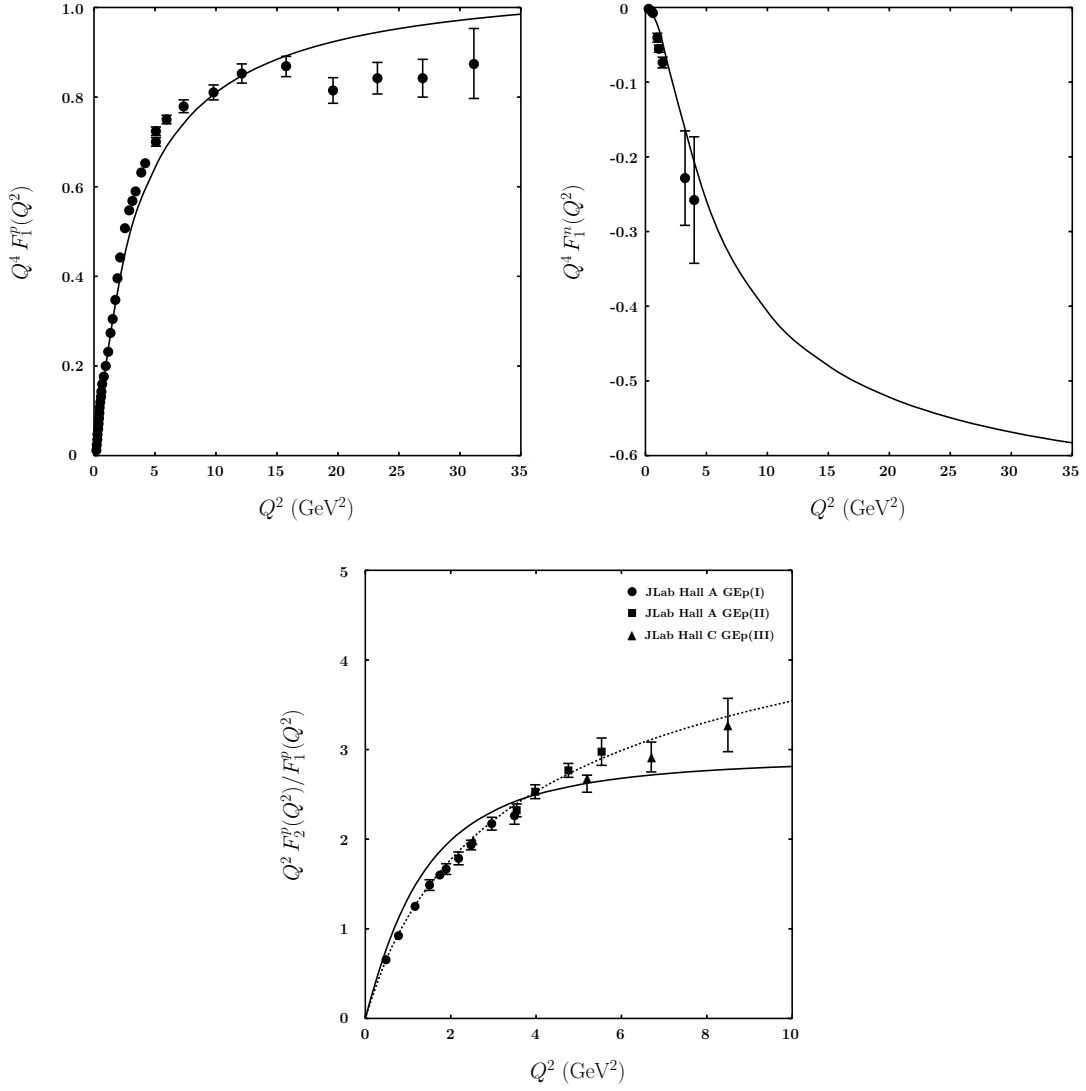 1.0
0.8
0.6
0.4
0.2
0
0 5 10 15 20 25 30 35
Q^2 (GeV^2)
Q^4 F_1^p(Q^2)
0
-0.1
-0.2
-0.3
-0.4
-0.5
-0.6
0 5 10 15 20 25 30 35
Q^2 (GeV^2)
Q^4 F_1^n(Q^2)
5
4
3
2
1
0
0 2 4 6 8 10
Q^2 (GeV^2)
Q^2 F_2^p(Q^2)/F_1^p(Q^2)
JLab Hall A GEp(I)
JLab Hall A GEp(II)
JLab Hall C GEp(III)